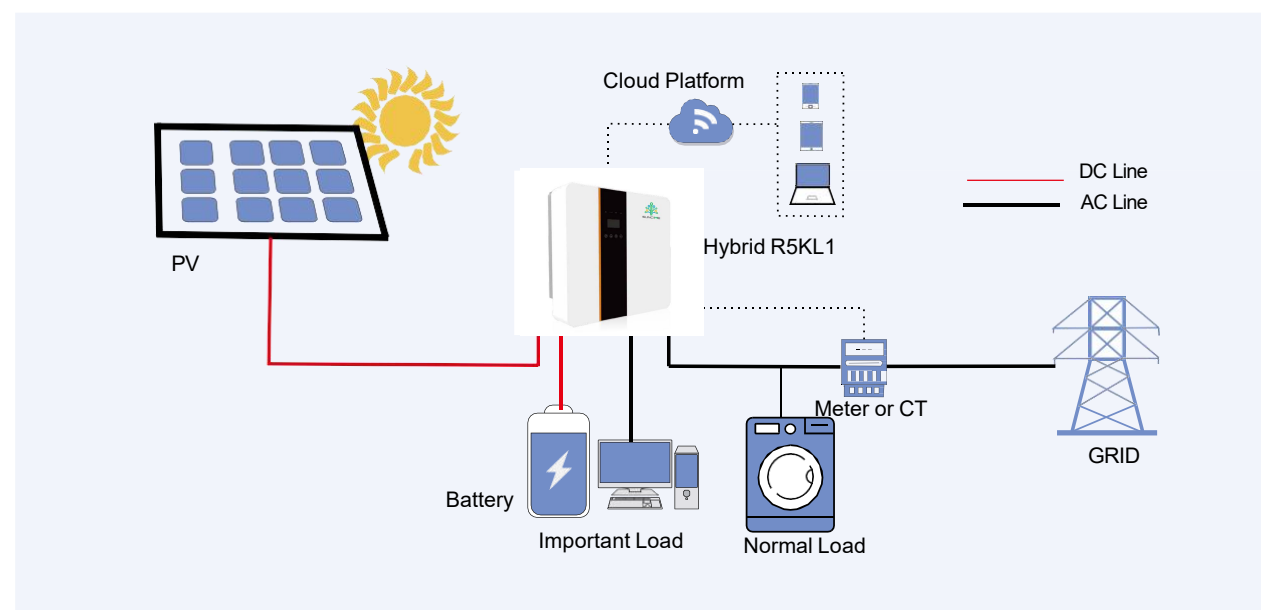 Cloud Platform
DC Line
AC Line
Hybrid R5KL1
PV
Meter or CT
GRID
Battery
Important Load
Normal Load